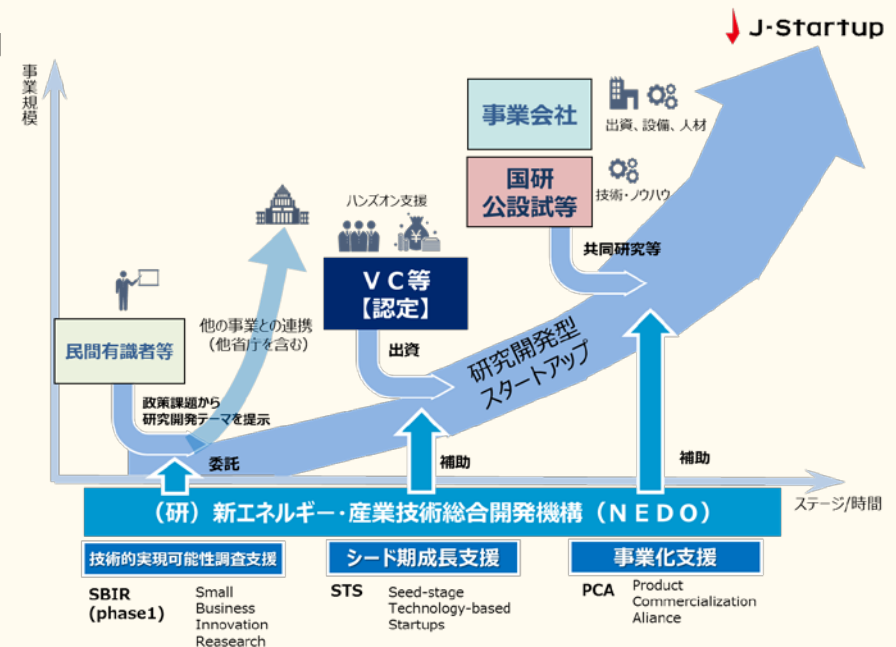 J-Startup
事業規模
事業会社
出資、設備、人材
国研
公設試等
技術・ノウハウ
共同研究等
ハンズオン支援
VC等
【認定】
出資
他の事業との連携
（他省庁を含む）
民間有識者等
政策課題から
研究開発テーマを提示
研究開発型
スタートアップ
委託
補助
補助
ステージ/時間
（研）新エネルギー・産業技術総合開発機構（NEDO）
技術的実現可能性調査支援
シード期成長支援
事業化支援
SBIR
(phase1)
Small
Business
Innovation
Reasearch
STS
Seed-stage
Technology-based
Startups
PCA
Product
Commercialization
Aliance